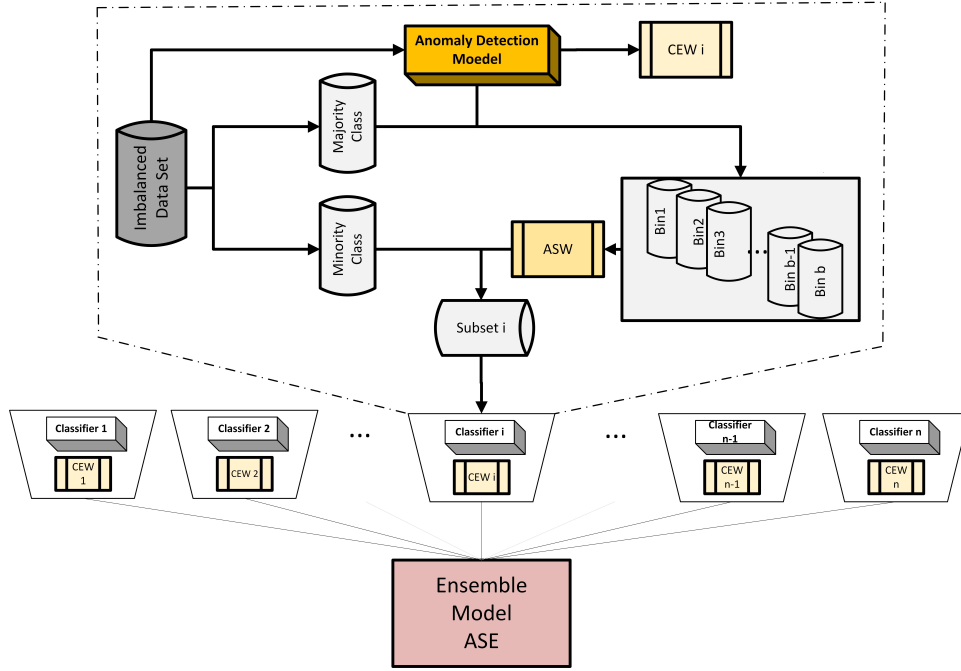 Anomaly Detection
Moedel
CEW i
Majority
Class
Imbalanced
Data Set
Minority
Class
ASW
Bin1
Bin2
Bin3
...
Bin b-1
Bin b
Subset i
Classifier 1
CEW
1
Classifier 2
CEW 2
...
Classifier i
CEW i
...
Classifier
n-1
CEW
n-1
Classifier n
CEW
n
Ensemble
Model
ASE